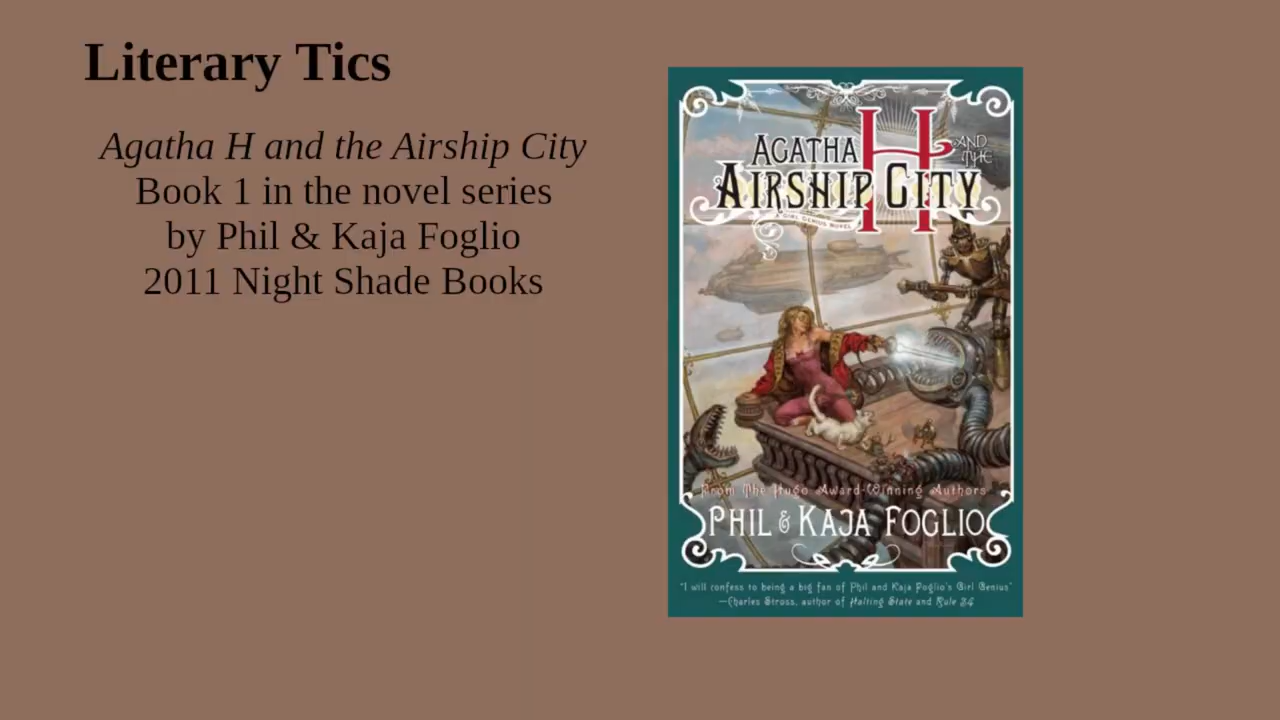 Literary Tics
Agatha H and the Airship City
Book 1 in the novel series
by Phil & Kaja Foglio
2011 Night Shade Books
AGATHA H AND THE
AIRSHIP CITY
A GIRL GENIUS NOVEL
From The Hugo Award-Winning Authors
PHIL & KAJA FOGLIO
"I will confess to being a big fan of Phil and Kaja Foglio's Girl Genius"
—Charles Stross, author of Halting State and Rule 34